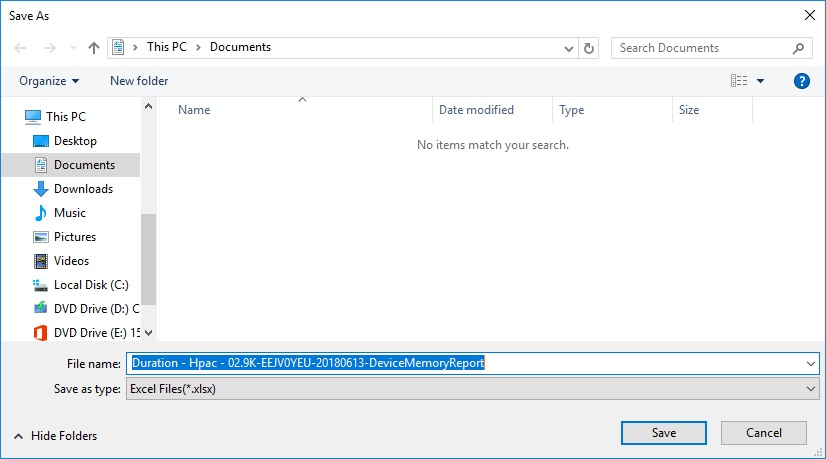 Save As
This PC Documents
Search Documents
Organize New folder
?
Name Date modified Type Size
No items match your search.
This PC
Desktop
Documents
Downloads
Music
Pictures
Videos
Local Disk (C:)
DVD Drive (D:) C
DVD Drive (E:) 15
File name: Duration - Hpac - 02.9K-EEJV0YEU-20180613-DeviceMemoryReport
Save as type: Excel Files(*.xlsx)
Hide Folders
Save Cancel